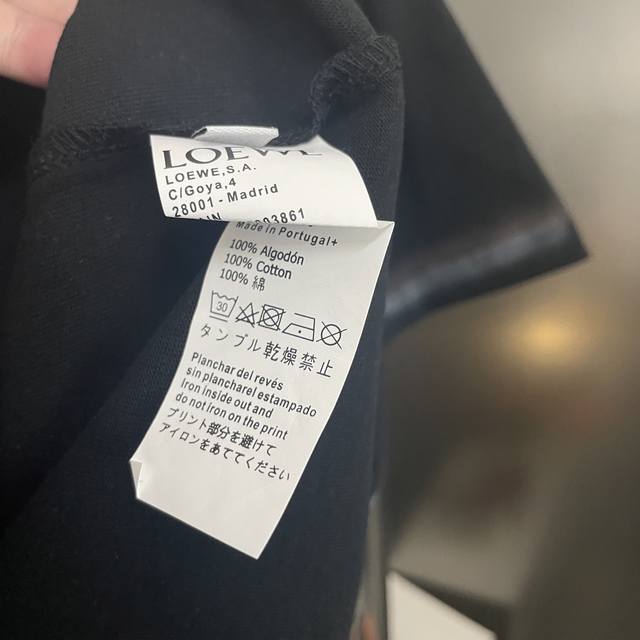 LOEWE
LOEWE,S.A.
C/Goya,4
28001 - Madrid
Made in Portugal+
100% Algodón
100% Cotton
100% 綿
30
タンブル乾燥禁止
Planchar del revés
sin plancharel estampado
Iron inside out and
do not iron on the print
プリント部分を避けて
アイロンをあててください